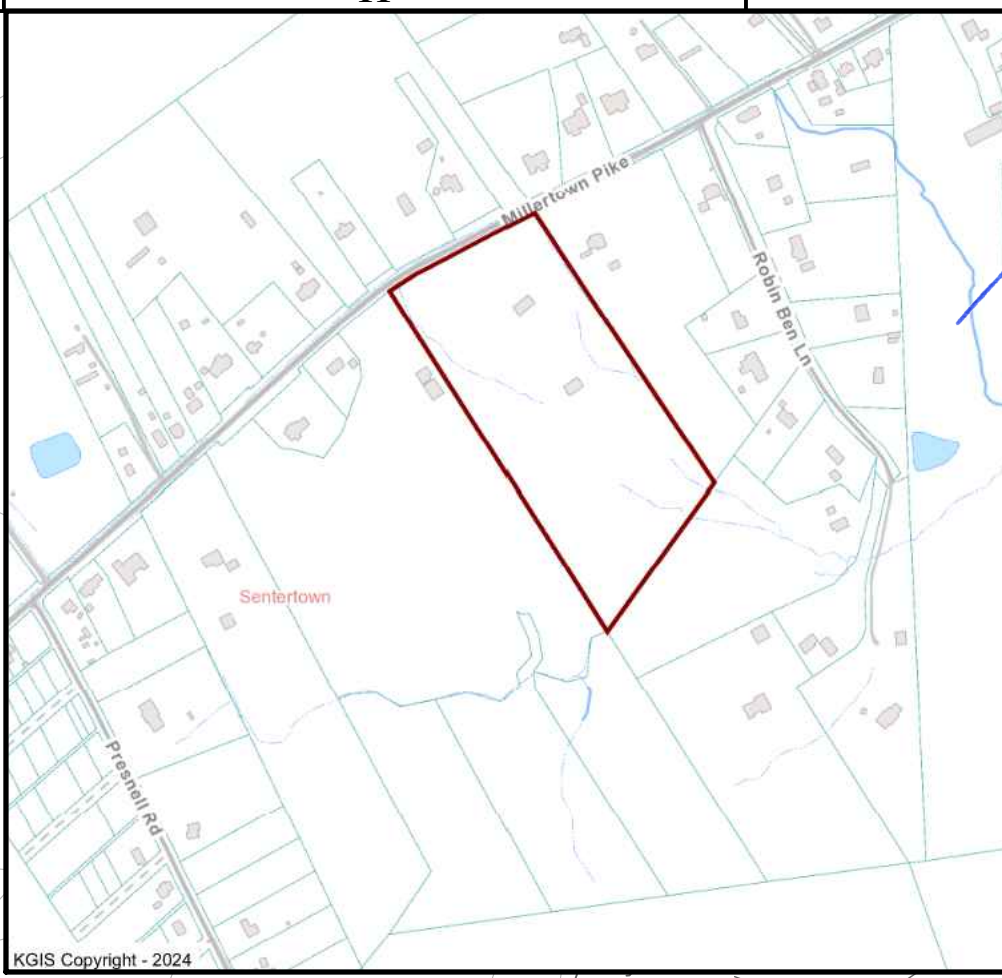 Millertown Pike
Robin Ben Ln
Sentertown
Presnell Rd
KGIS Copyright - 2024